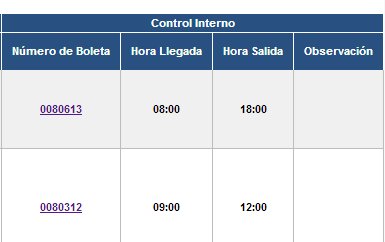 Control Interno
Número de Boleta Hora Llegada Hora Salida Observación
0080613 08:00 18:00
0080312 09:00 12:00